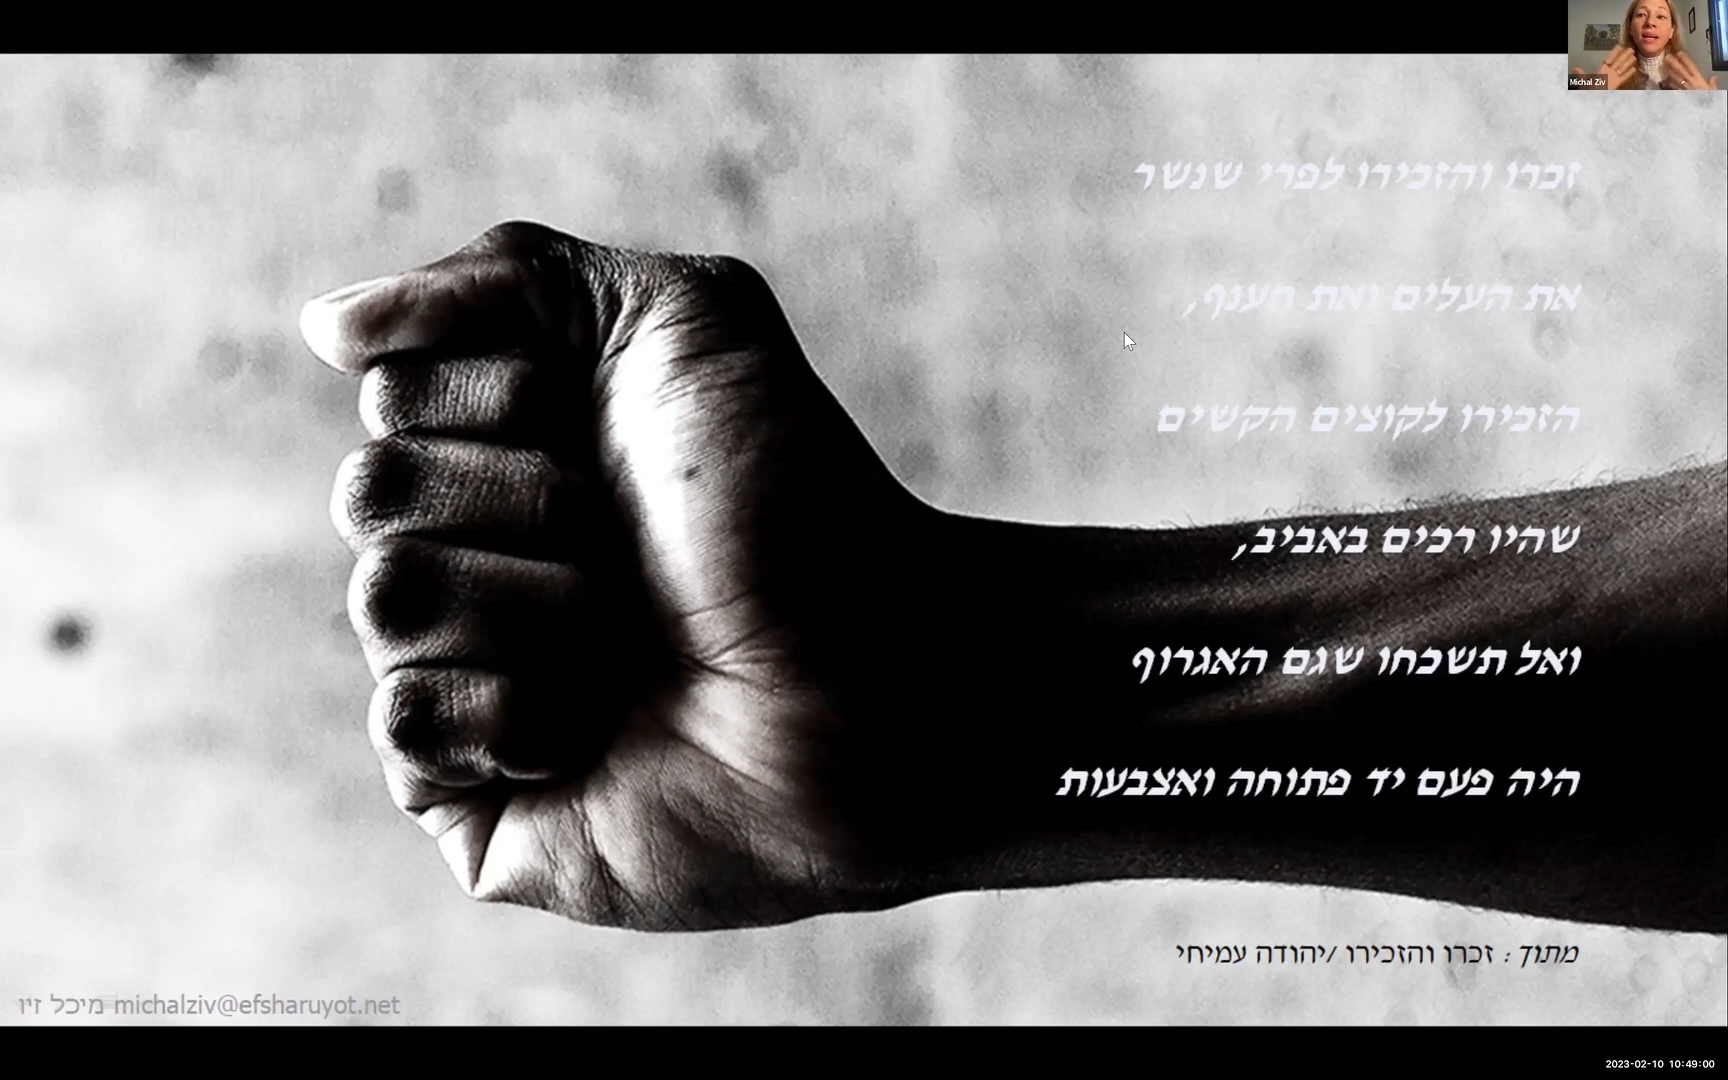 Michal Ziv
זכרו והזכירו לפרי שנשר
את העלים ואת הענף,
הזכירו לקוצים הקשים
שהיו רכים באביב,
ואל תשכחו שגם האגרוף
היה פעם יד פתוחה ואצבעות
מתוך : זכרו והזכירו /יהודה עמיחי
מיכל זיו michalziv@efsharuyot.net
2023-02-10 10:49:00